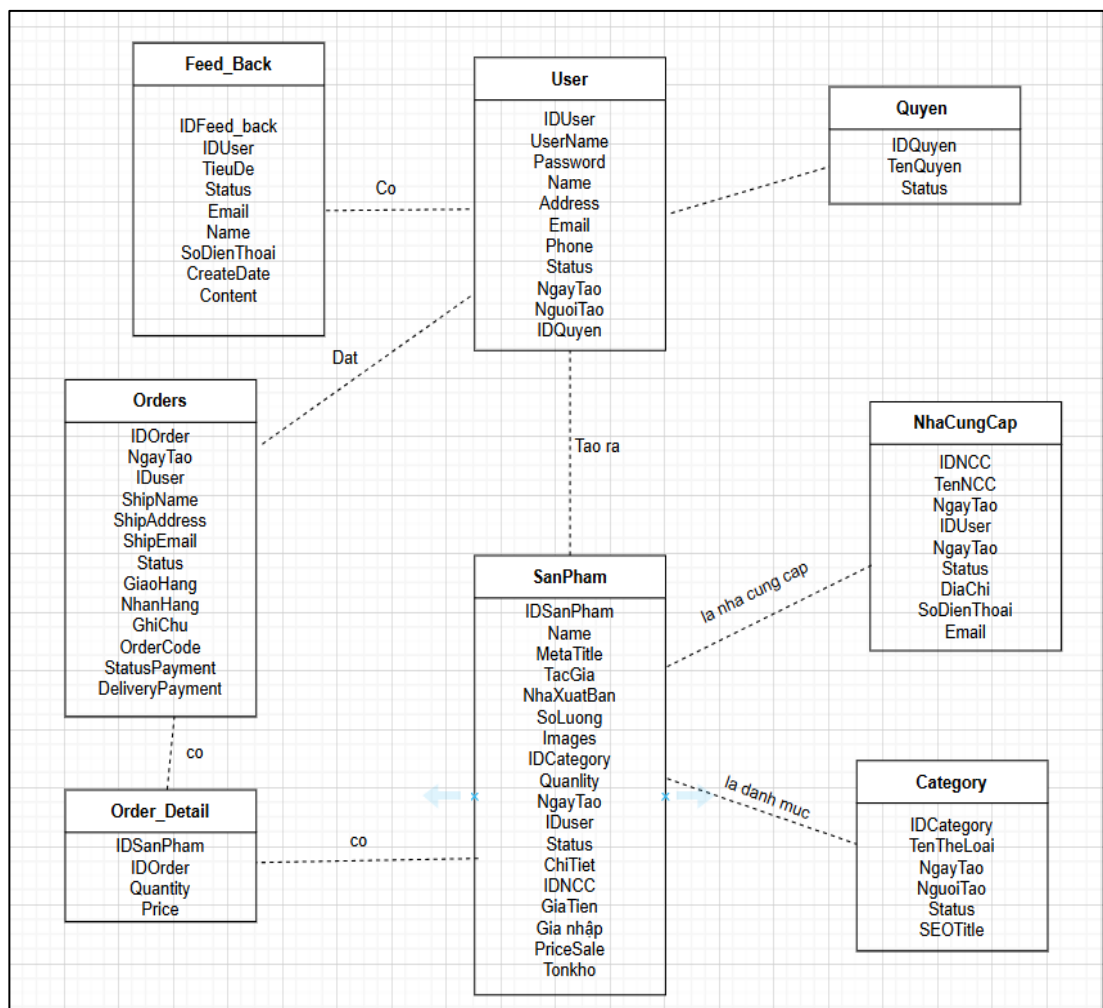 Feed_Back
IDFeed_back
IDUser
TieuDe
Status
Email
Name
SoDienThoai
CreateDate
Content
Co
User
IDUser
UserName
Password
Name
Address
Email
Phone
Status
NgayTao
NguoiTao
IDQuyen
Quyen
IDQuyen
TenQuyen
Status
Dat
Orders
IDOrder
NgayTao
IDuser
ShipName
ShipAddress
ShipEmail
Status
GiaoHang
NhanHang
GhiChu
OrderCode
StatusPayment
DeliveryPayment
Tao ra
NhaCungCap
IDNCC
TenNCC
NgayTao
IDUser
NgayTao
Status
DiaChi
SoDienThoai
Email
la nha cung cap
SanPham
IDSanPham
Name
MetaTitle
TacGia
NhaXuatBan
SoLuong
Images
IDCategory
Quanlity
NgayTao
IDuser
Status
ChiTiet
IDNCC
GiaTien
Gia nhập
PriceSale
Tonkho
co
Order_Detail
IDSanPham
IDOrder
Quantity
Price
co
la danh muc
Category
IDCategory
TenTheLoai
NgayTao
NguoiTao
Status
SEOTitle